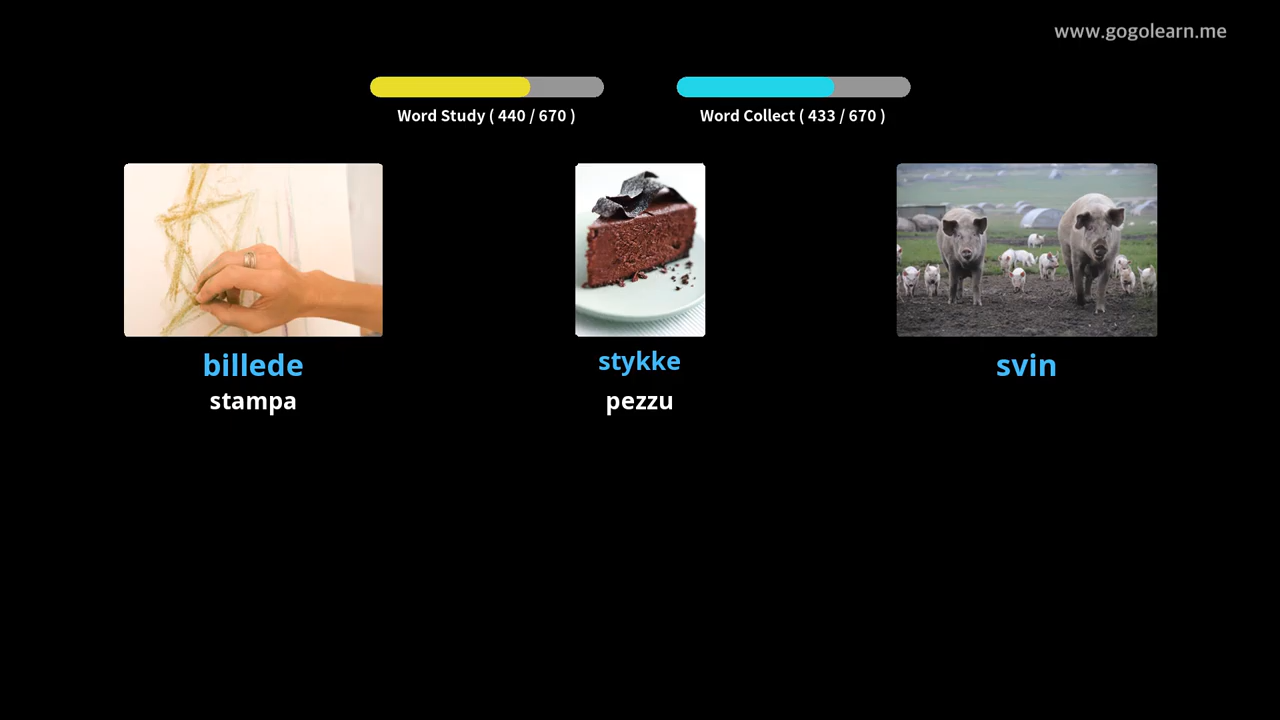 www.gogolearn.me
Word Study ( 440 / 670 )
Word Collect ( 433 / 670 )
billede
stampa
stykke
pezzu
svin